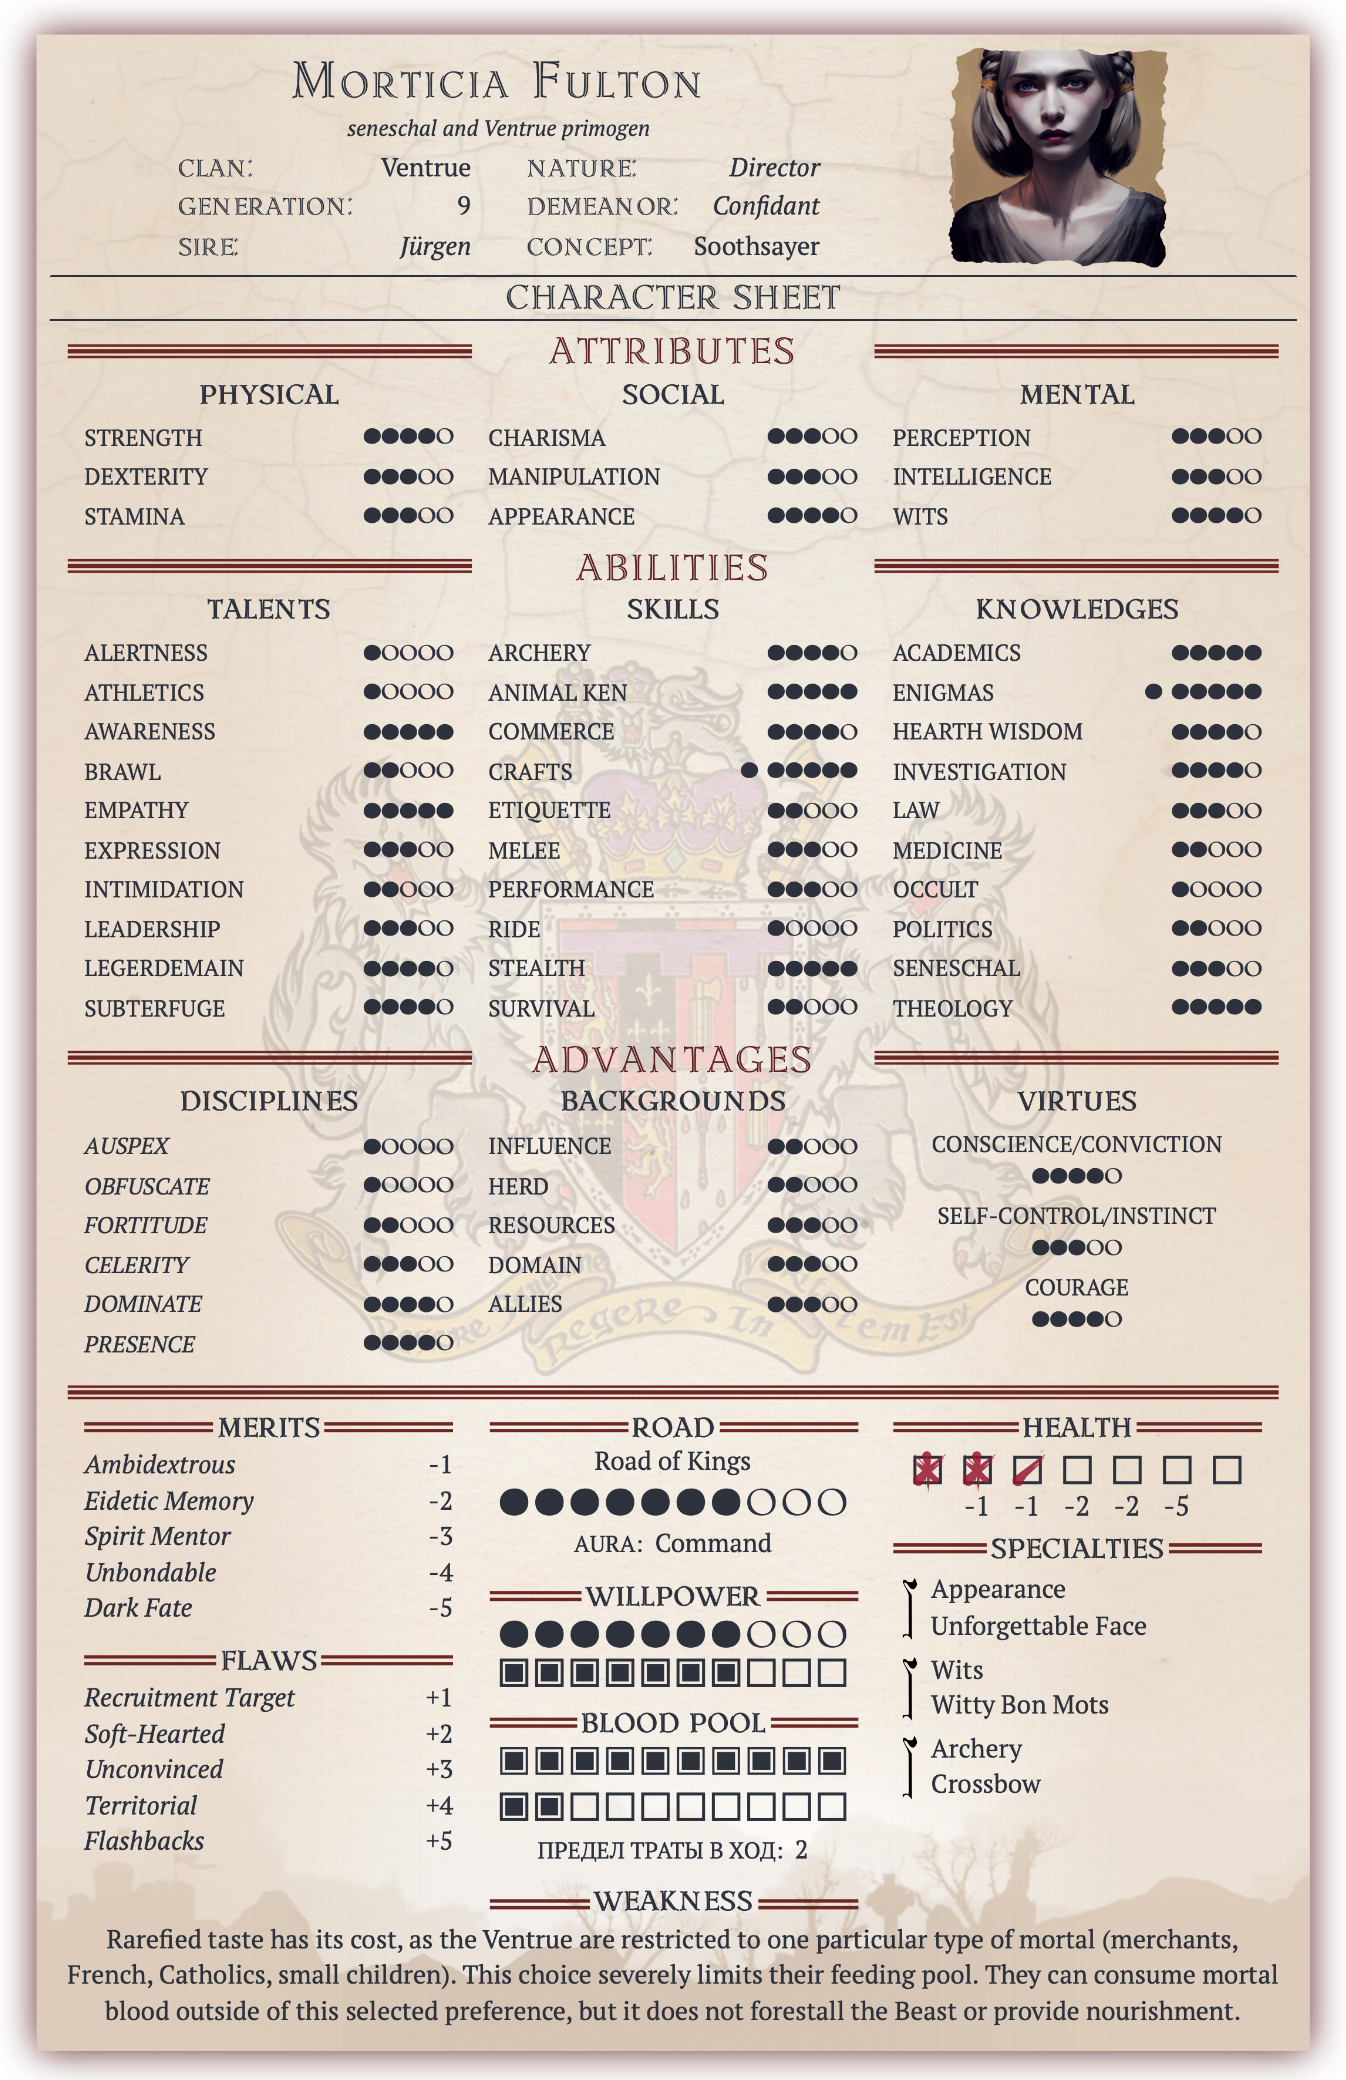 Morticia Fulton
seneschal and Ventrue primogen
CLAN: Ventrue NATURE: Director
GENERATION: 9 DEMEANOR: Confidant
SIRE: Jürgen CONCEPT: Soothsayer
CHARACTER SHEET
ATTRIBUTES
PHYSICAL SOCIAL MENTAL
STRENGTH CHARISMA PERCEPTION
DEXTERITY MANIPULATION INTELLIGENCE
STAMINA APPEARANCE WITS
ABILITIES
TALENTS SKILLS KNOWLEDGES
ALERTNESS ARCHERY ACADEMICS
ATHLETICS ANIMAL KEN ENIGMAS
AWARENESS COMMERCE HEARTH WISDOM
BRAWL CRAFTS INVESTIGATION
EMPATHY ETIQUETTE LAW
EXPRESSION MELEE MEDICINE
INTIMIDATION PERFORMANCE OCCULT
LEADERSHIP RIDE POLITICS
LEGERDEMAIN STEALTH SENESCHAL
SUBTERFUGE SURVIVAL THEOLOGY
ADVANTAGES
DISCIPLINES BACKGROUNDS VIRTUES
AUSPEX INFLUENCE CONSCIENCE/CONVICTION
OBFUSCATE HERD
FORTITUDE RESOURCES SELF-CONTROL/INSTINCT
CELERITY DOMAIN
DOMINATE ALLIES COURAGE
PRESENCE
Regere In
MERITS
Ambidextrous -1
Eidetic Memory -2
Spirit Mentor -3
Unbondable -4
Dark Fate -5
FLAWS
Recruitment Target +1
Soft-Hearted +2
Unconvinced +3
Territorial +4
Flashbacks +5
ROAD
Road of Kings
AURA: Command
WILLPOWER
BLOOD POOL
ПРЕДЕЛ ТРАТЫ В ХОД: 2
HEALTH
-1 -1 -2 -2 -5
SPECIALTIES
Appearance
Unforgettable Face
Wits
Witty Bon Mots
Archery
Crossbow
WEAKNESS
Rarefied taste has its cost, as the Ventrue are restricted to one particular type of mortal (merchants,
French, Catholics, small children). This choice severely limits their feeding pool. They can consume mortal
blood outside of this selected preference, but it does not forestall the Beast or provide nourishment.